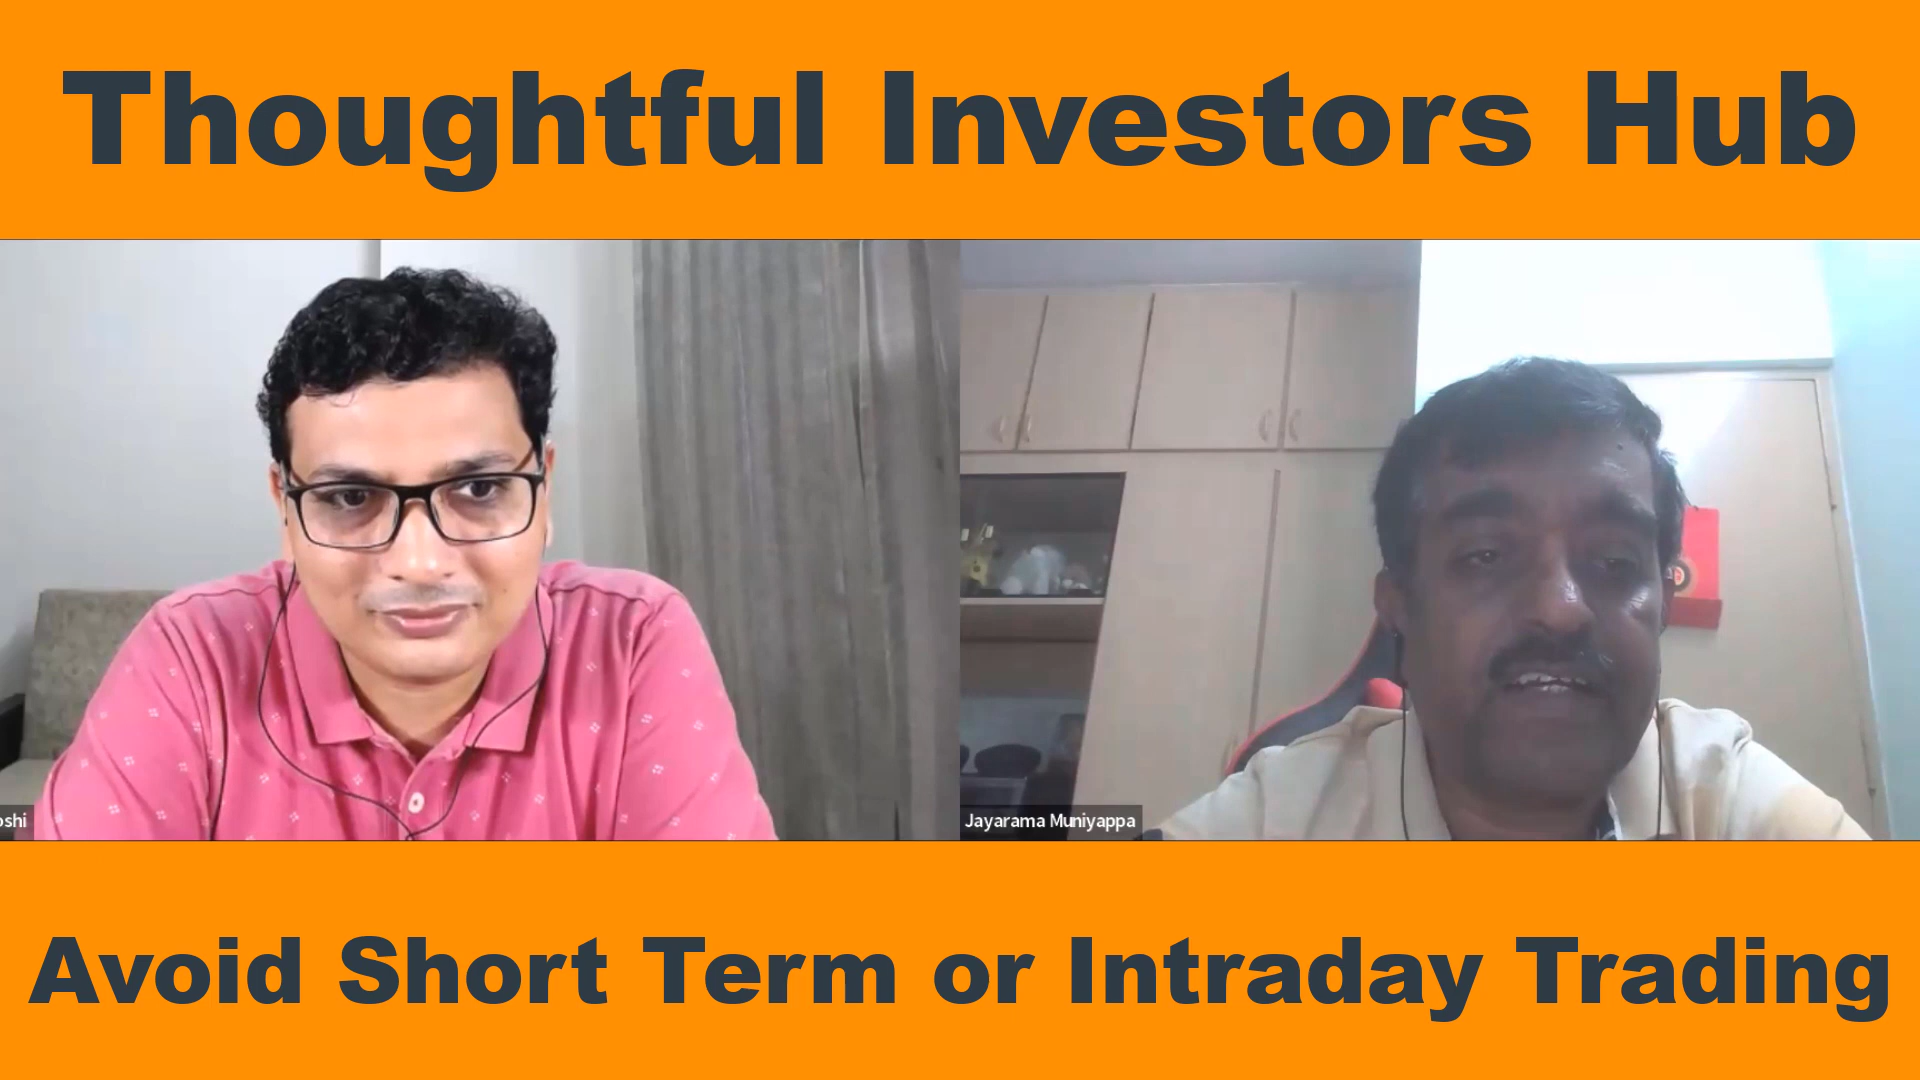 Thoughtful Investors Hub
oshi
Jayarama Muniyappa
Avoid Short Term or Intraday Trading